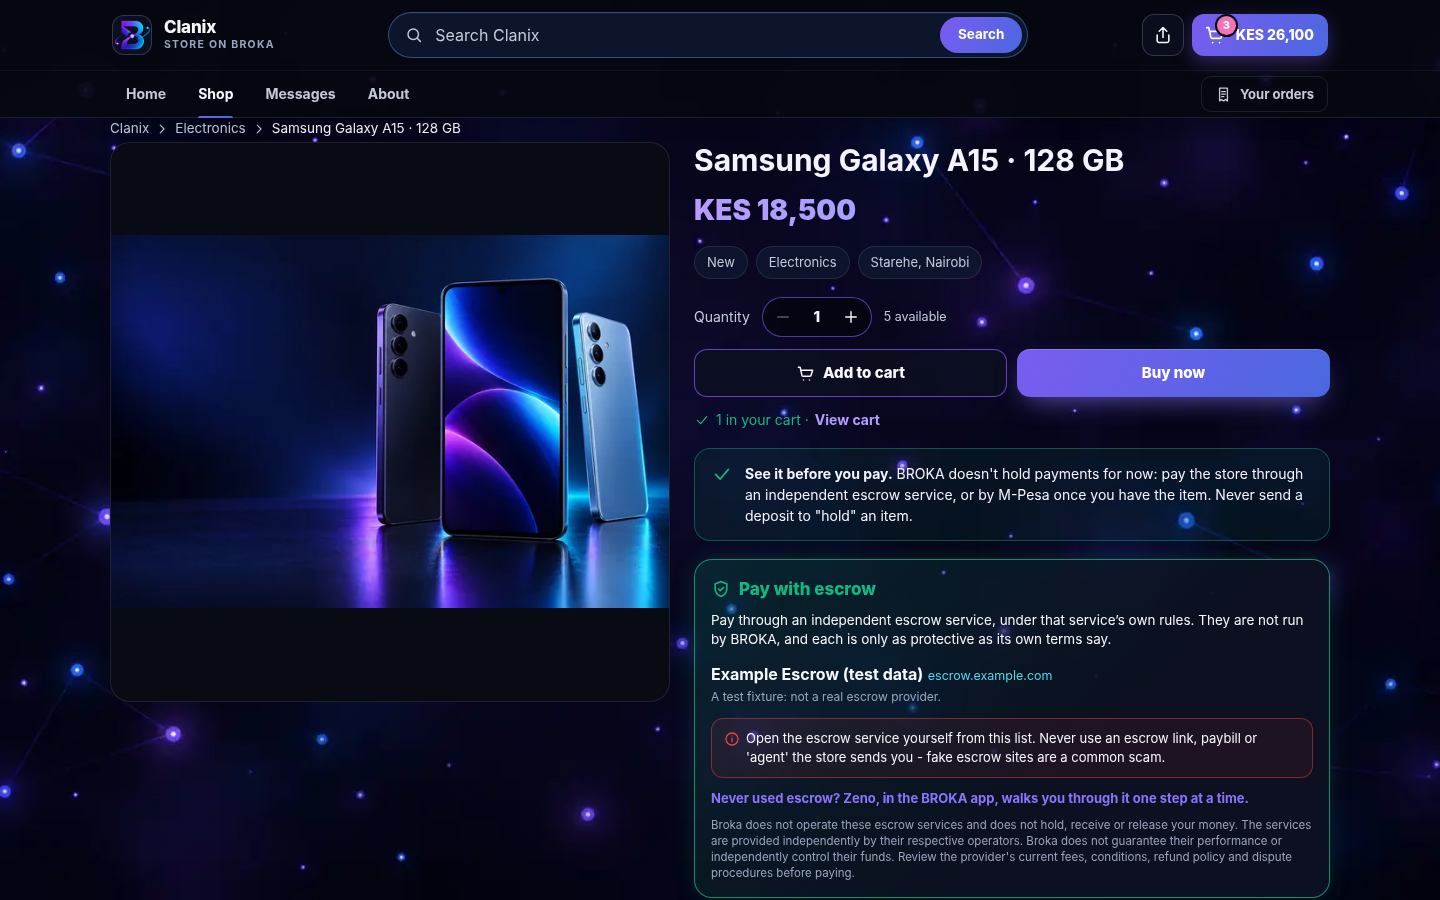 Clanix
STORE ON BROKA
Search Clanix
Search
3
KES 26,100
Home
Shop
Messages
About
Your orders
Clanix > Electronics > Samsung Galaxy A15 · 128 GB
Samsung Galaxy A15 · 128 GB
KES 18,500
New
Electronics
Starehe, Nairobi
Quantity
− 1 +
5 available
Add to cart
Buy now
1 in your cart · View cart
See it before you pay. BROKA doesn't hold payments for now: pay the store through
an independent escrow service, or by M-Pesa once you have the item. Never send a
deposit to "hold" an item.
Pay with escrow
Pay through an independent escrow service, under that service’s own rules. They are not run
by BROKA, and each is only as protective as its own terms say.
Example Escrow (test data) escrow.example.com
A test fixture: not a real escrow provider.
Open the escrow service yourself from this list. Never use an escrow link, paybill or
'agent' the store sends you - fake escrow sites are a common scam.
Never used escrow? Zeno, in the BROKA app, walks you through it one step at a time.
Broka does not operate these escrow services and does not hold, receive or release your money. The services
are provided independently by their respective operators. Broka does not guarantee their performance or
independently control their funds. Review the provider's current fees, conditions, refund policy and dispute
procedures before paying.